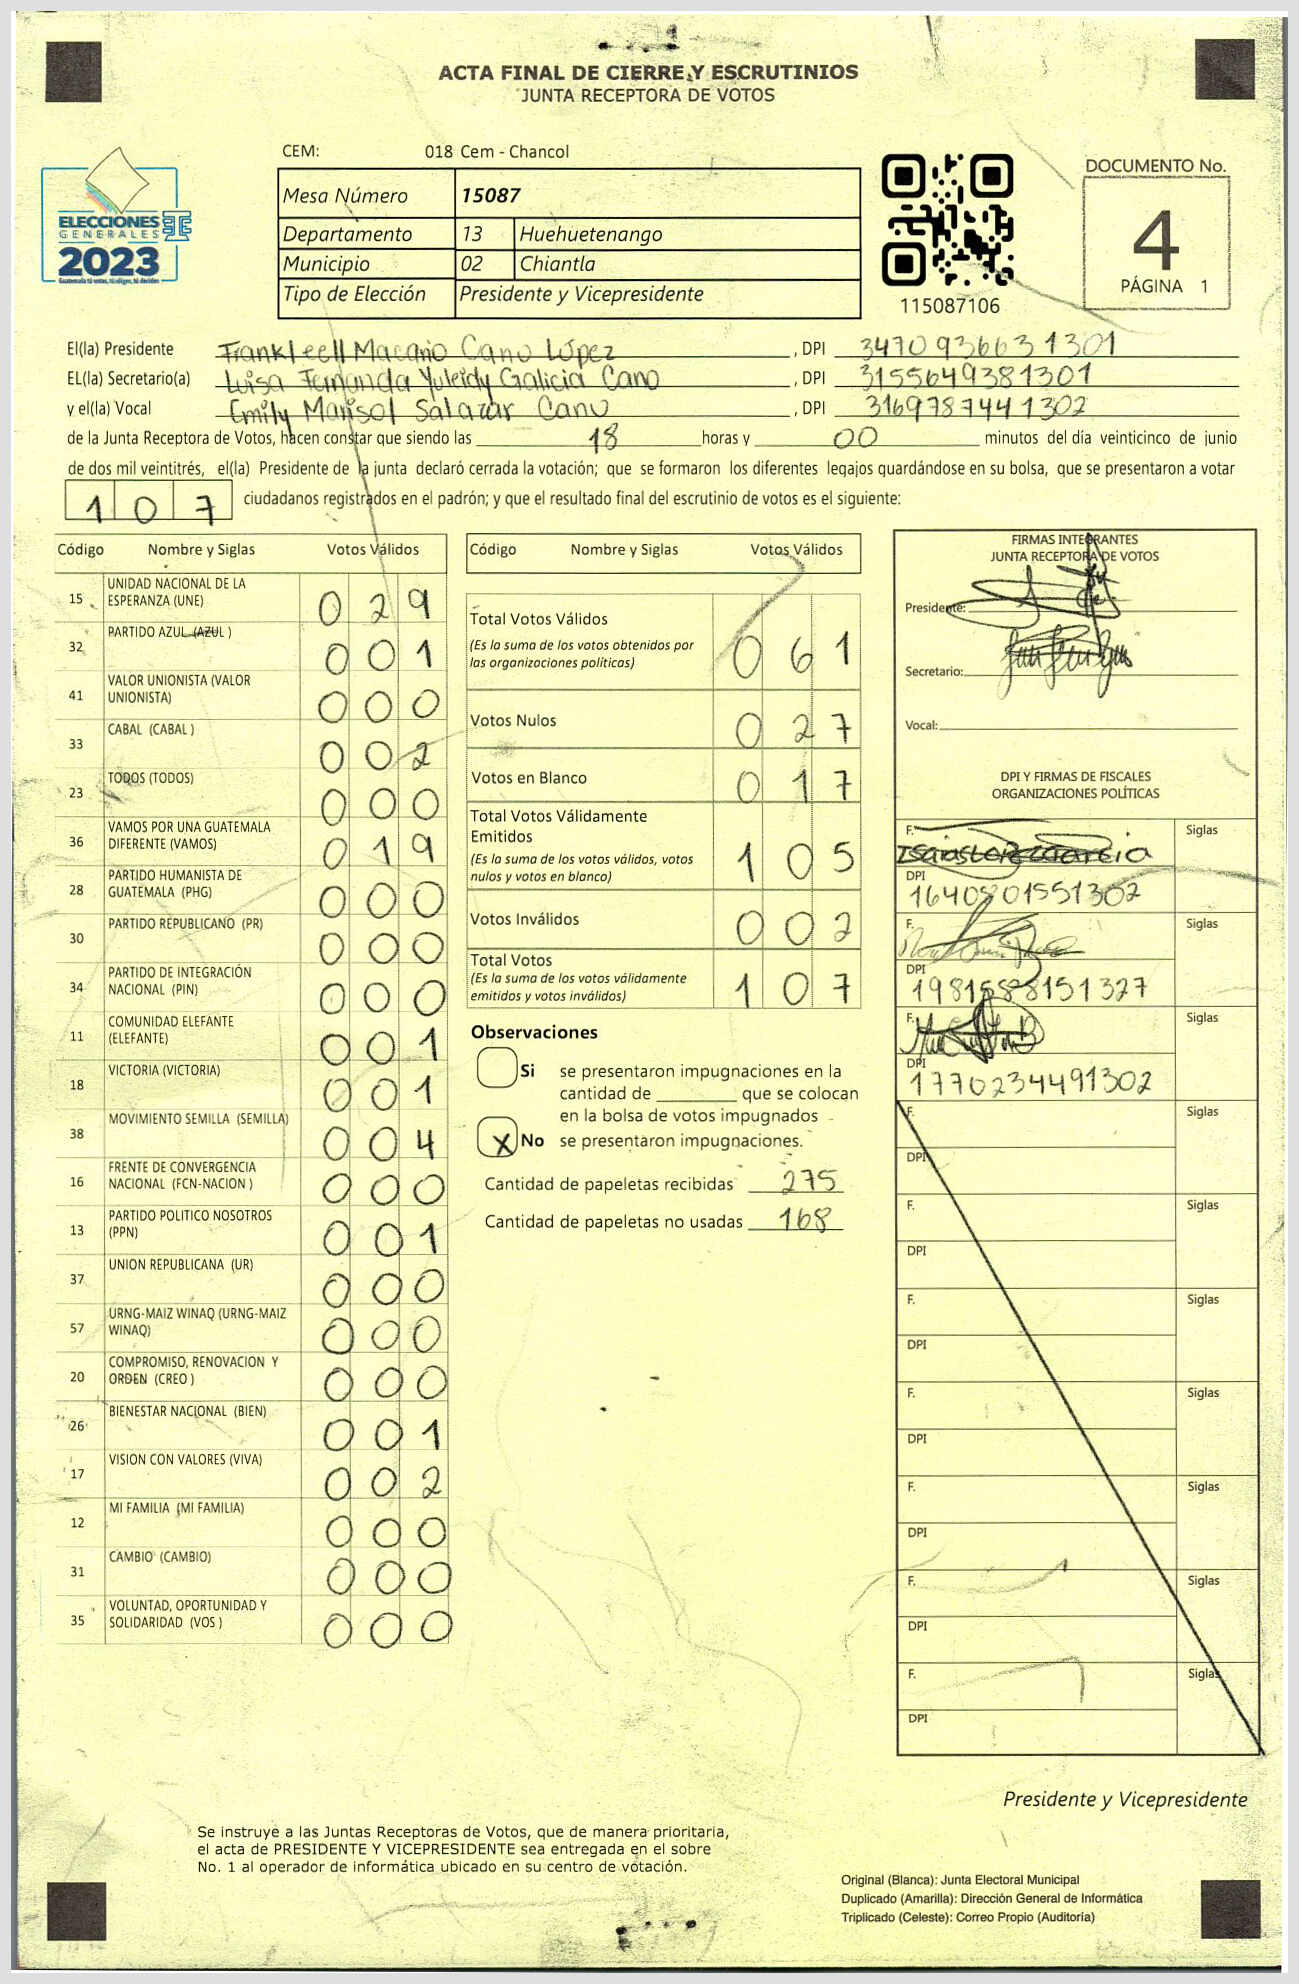 ACTA FINAL DE CIERRE Y ESCRUTINIOS
JUNTA RECEPTORA DE VOTOS
CEM: 018 Cem - Chancol
Mesa Número 15087
Departamento 13 Huehuetenango
Municipio 02 Chiantla
Tipo de Elección Presidente y Vicepresidente
ELECCIONES
GENERALES
2023
115087106
DOCUMENTO No.
4
PÁGINA 1
El(la) Presidente Frankleell Macario Cano López , DPI 3470936631301
EL(la) Secretario(a) Luisa Fernanda Yuleidy Galicia Cano , DPI 3155649381301
y el(la) Vocal Emily Marisol Salazar Cano , DPI 3169787441302
de la Junta Receptora de Votos, hacen constar que siendo las 18 horas y 00 minutos del día veinticinco de junio
de dos mil veintitrés, el(la) Presidente de la junta declaró cerrada la votación; que se formaron los diferentes legajos guardándose en su bolsa, que se presentaron a votar
107 ciudadanos registrados en el padrón; y que el resultado final del escrutinio de votos es el siguiente:
Código Nombre y Siglas Votos Válidos
15 UNIDAD NACIONAL DE LA ESPERANZA (UNE) 029
32 PARTIDO AZUL (AZUL ) 001
41 VALOR UNIONISTA (VALOR UNIONISTA) 000
33 CABAL (CABAL ) 002
23 TODOS (TODOS) 000
36 VAMOS POR UNA GUATEMALA DIFERENTE (VAMOS) 019
28 PARTIDO HUMANISTA DE GUATEMALA (PHG) 000
30 PARTIDO REPUBLICANO (PR) 000
34 PARTIDO DE INTEGRACIÓN NACIONAL (PIN) 000
11 COMUNIDAD ELEFANTE (ELEFANTE) 001
18 VICTORIA (VICTORIA) 001
38 MOVIMIENTO SEMILLA (SEMILLA) 004
16 FRENTE DE CONVERGENCIA NACIONAL (FCN-NACION ) 000
13 PARTIDO POLITICO NOSOTROS (PPN) 001
37 UNION REPUBLICANA (UR) 000
57 URNG-MAIZ WINAQ (URNG-MAIZ WINAQ) 000
20 COMPROMISO, RENOVACION Y ORDEN (CREO ) 000
26 BIENESTAR NACIONAL (BIEN) 001
17 VISION CON VALORES (VIVA) 002
12 MI FAMILIA (MI FAMILIA) 000
31 CAMBIO (CAMBIO) 000
35 VOLUNTAD, OPORTUNIDAD Y SOLIDARIDAD (VOS ) 000
Código Nombre y Siglas Votos Válidos
Total Votos Válidos 061
(Es la suma de los votos obtenidos por
las organizaciones políticas)
Votos Nulos 027
Votos en Blanco 017
Total Votos Válidamente
Emitidos 105
(Es la suma de los votos válidos, votos
nulos y votos en blanco)
Votos Inválidos 002
Total Votos 107
(Es la suma de los votos válidamente
emitidos y votos inválidos)
Observaciones
Si se presentaron impugnaciones en la
cantidad de ________ que se colocan
en la bolsa de votos impugnados
X No se presentaron impugnaciones.
Cantidad de papeletas recibidas 275
Cantidad de papeletas no usadas 168
FIRMAS INTEGRANTES
JUNTA RECEPTORA DE VOTOS
Presidente:
Secretario:
Vocal:
DPI Y FIRMAS DE FISCALES
ORGANIZACIONES POLÍTICAS
F. Siglas
DPI
1640801551302
F. Siglas
DPI
F. Siglas
DPI
1770234491302
F. Siglas
DPI
F. Siglas
DPI
F. Siglas
DPI
F. Siglas
DPI
F. Siglas
DPI
F. Siglas
DPI
F. Siglas
DPI
Presidente y Vicepresidente
Se instruye a las Juntas Receptoras de Votos, que de manera prioritaria,
el acta de PRESIDENTE Y VICEPRESIDENTE sea entregada en el sobre
No. 1 al operador de informática ubicado en su centro de votación.
Original (Blanca): Junta Electoral Municipal
Duplicado (Amarilla): Dirección General de Informática
Triplicado (Celeste): Correo Propio (Auditoría)